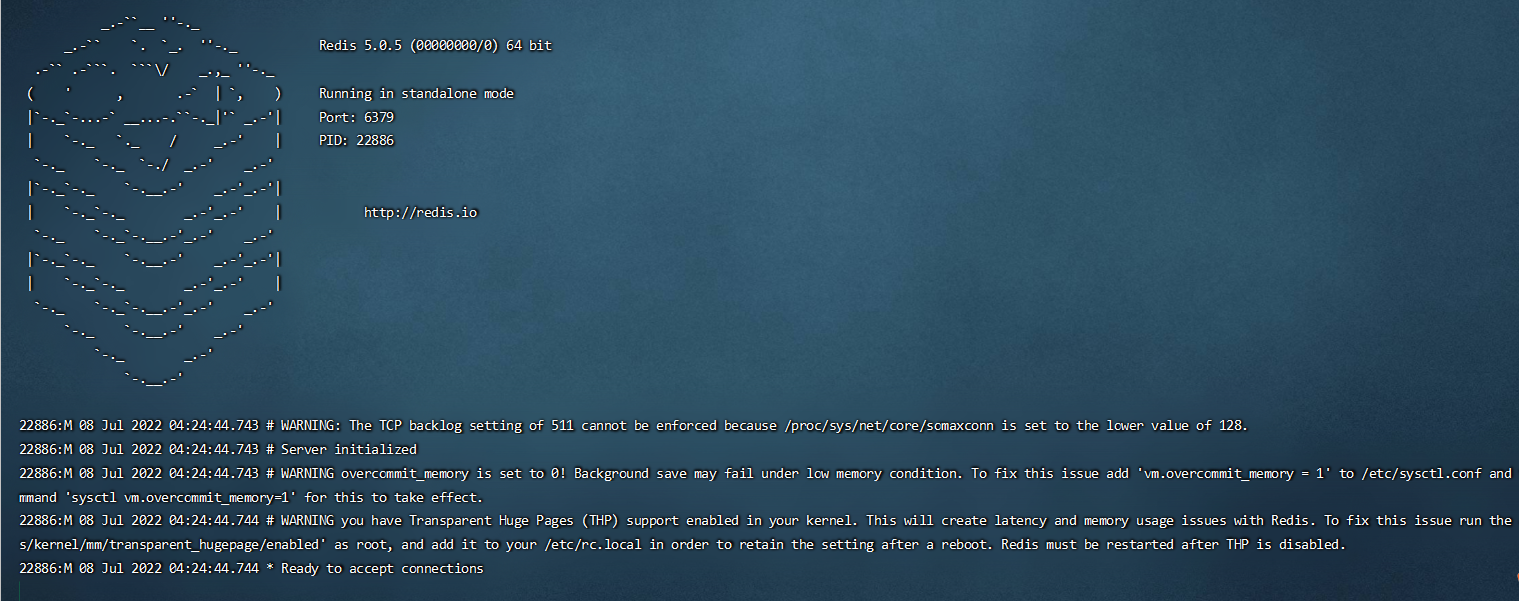 Redis 5.0.5 (00000000/0) 64 bit
Running in standalone mode
Port: 6379
PID: 22886
http://redis.io
22886:M 08 Jul 2022 04:24:44.743 # WARNING: The TCP backlog setting of 511 cannot be enforced because /proc/sys/net/core/somaxconn is set to the lower value of 128.
22886:M 08 Jul 2022 04:24:44.743 # Server initialized
22886:M 08 Jul 2022 04:24:44.743 # WARNING overcommit_memory is set to 0! Background save may fail under low memory condition. To fix this issue add 'vm.overcommit_memory = 1' to /etc/sysctl.conf and
mmand 'sysctl vm.overcommit_memory=1' for this to take effect.
22886:M 08 Jul 2022 04:24:44.744 # WARNING you have Transparent Huge Pages (THP) support enabled in your kernel. This will create latency and memory usage issues with Redis. To fix this issue run the
s/kernel/mm/transparent_hugepage/enabled' as root, and add it to your /etc/rc.local in order to retain the setting after a reboot. Redis must be restarted after THP is disabled.
22886:M 08 Jul 2022 04:24:44.744 * Ready to accept connections